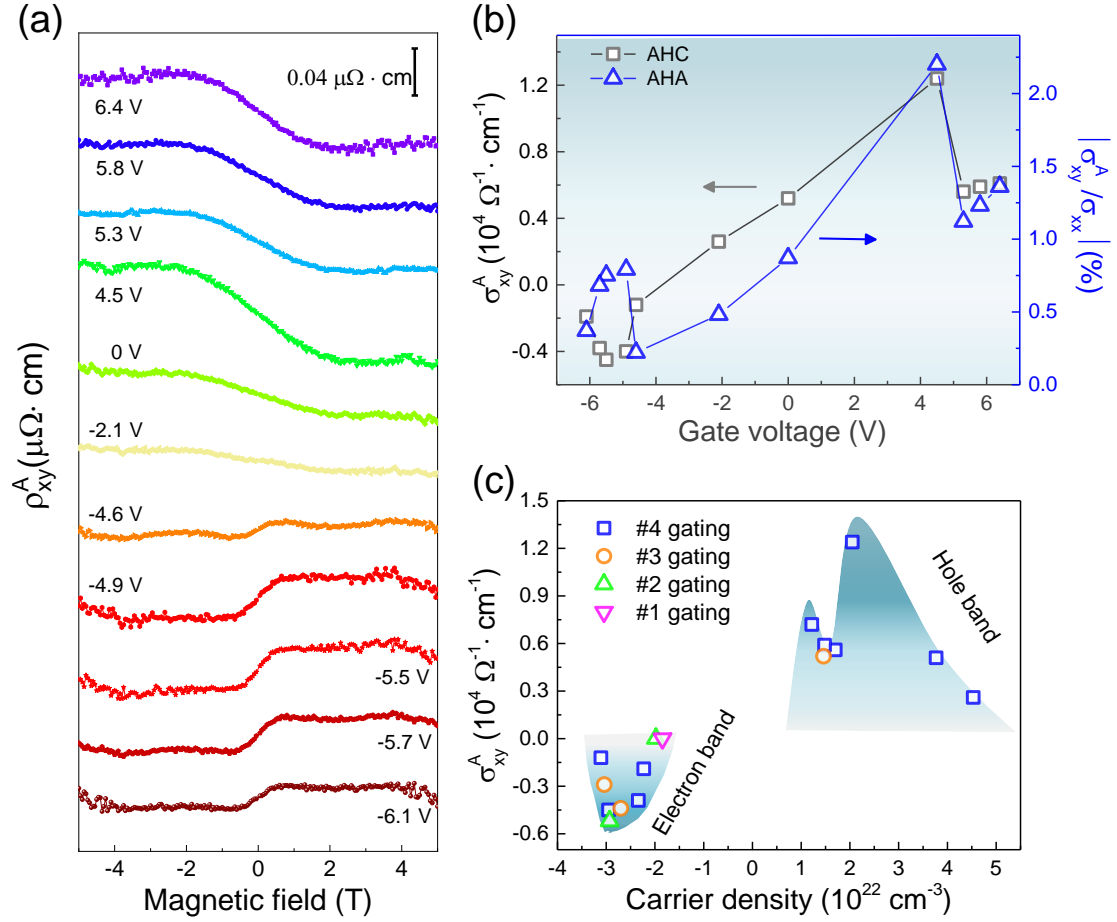 (a)
0.04 μΩ · cm
6.4 V
5.8 V
5.3 V
4.5 V
0 V
-2.1 V
-4.6 V
-4.9 V
-5.5 V
-5.7 V
-6.1 V
ρ_xy^A(μΩ· cm)
-4 -2 0 2 4
Magnetic field (T)
(b)
AHC
AHA
1.2
0.8
0.4
0.0
-0.4
σ_xy^A (10^4 Ω^-1 · cm^-1)
2.0
1.5
1.0
0.5
0.0
| σ_xy^A / σ_xx | (%)
-6 -4 -2 0 2 4 6
Gate voltage (V)
(c)
#4 gating
#3 gating
#2 gating
#1 gating
Hole band
Electron band
1.5
1.2
0.9
0.6
0.3
0.0
-0.3
-0.6
σ_xy^A (10^4 Ω^-1 · cm^-1)
-4 -3 -2 -1 0 1 2 3 4 5
Carrier density (10^22 cm^-3)